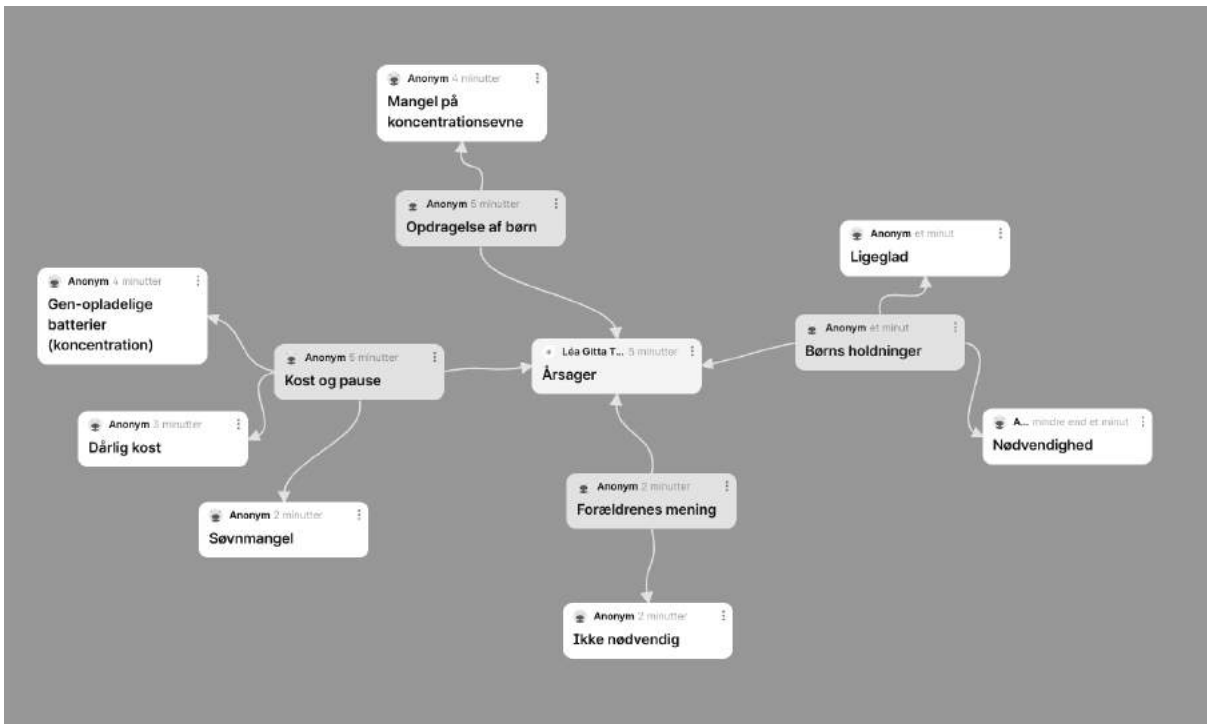 Anonym 4 minutter
Mangel på
koncentrationsevne
Anonym 5 minutter
Opdragelse af børn
Anonym et minut
Ligeglad
Anonym 4 minutter
Gen-opladelige
batterier
(koncentration)
Anonym et minut
Børns holdninger
Anonym 5 minutter
Kost og pause
Léa Gitta T... 5 minutter
Årsager
Anonym 3 minutter
Dårlig kost
A... mindre end et minut
Nødvendighed
Anonym 2 minutter
Forældrenes mening
Anonym 2 minutter
Søvnmangel
Anonym 2 minutter
Ikke nødvendig